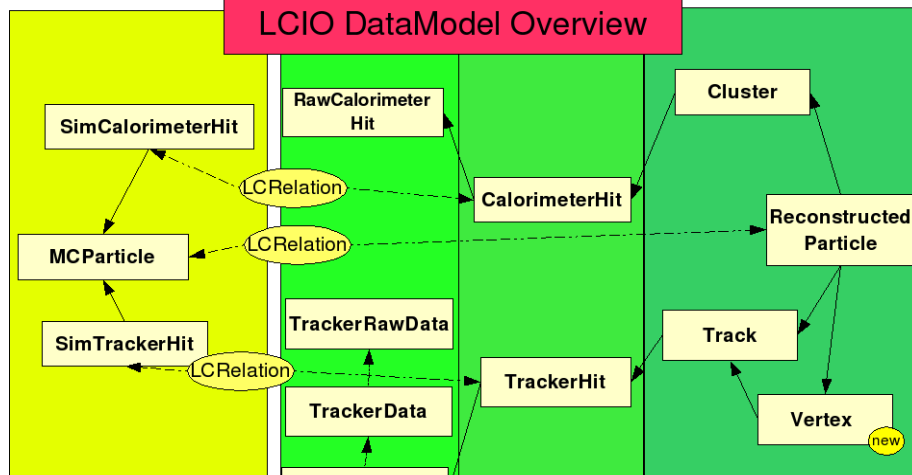 LCIO DataModel Overview
SimCalorimeterHit
RawCalorimeter
Hit
Cluster
LCRelation
CalorimeterHit
MCParticle
LCRelation
Reconstructed
Particle
SimTrackerHit
TrackerRawData
Track
LCRelation
TrackerHit
TrackerData
Vertex
new